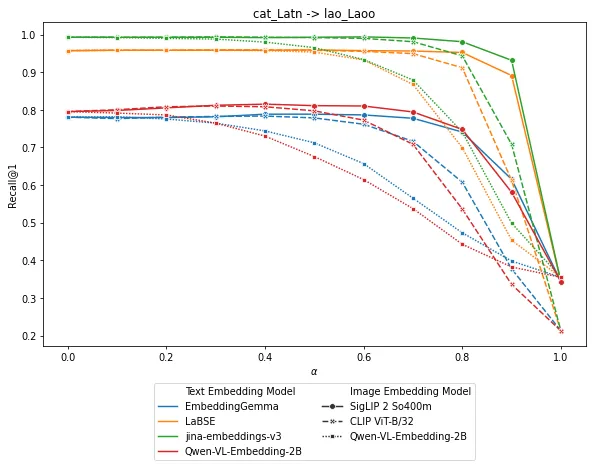 cat_Latn -> lao_Laoo
1.0
0.9
0.8
0.7
0.6
0.5
0.4
0.3
0.2
Recall@1
0.0 0.2 0.4 0.6 0.8 1.0
α
Text Embedding Model Image Embedding Model
EmbeddingGemma SigLIP 2 So400m
LaBSE CLIP ViT-B/32
jina-embeddings-v3 Qwen-VL-Embedding-2B
Qwen-VL-Embedding-2B